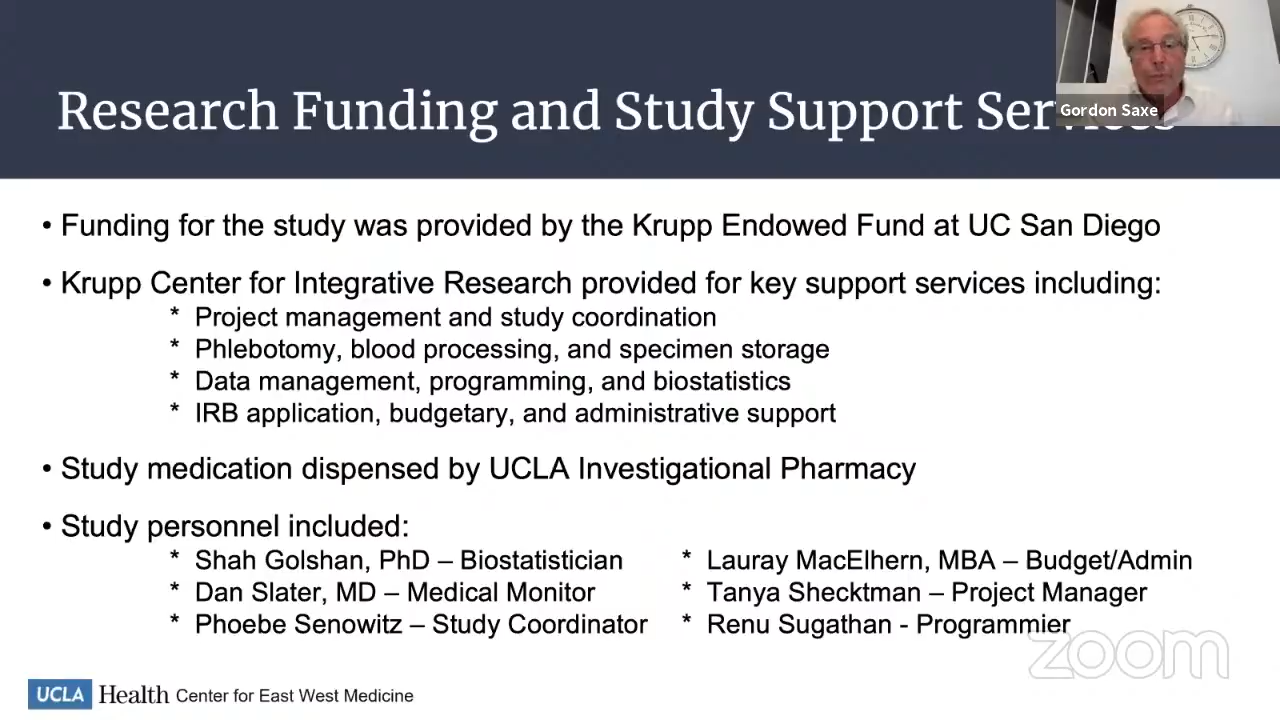 Research Funding and Study Support Services
Gordon Saxe
• Funding for the study was provided by the Krupp Endowed Fund at UC San Diego
• Krupp Center for Integrative Research provided for key support services including:
* Project management and study coordination
* Phlebotomy, blood processing, and specimen storage
* Data management, programming, and biostatistics
* IRB application, budgetary, and administrative support
• Study medication dispensed by UCLA Investigational Pharmacy
• Study personnel included:
* Shah Golshan, PhD – Biostatistician
* Dan Slater, MD – Medical Monitor
* Phoebe Senowitz – Study Coordinator
* Lauray MacElhern, MBA – Budget/Admin
* Tanya Shecktman – Project Manager
* Renu Sugathan - Programmier
zoom
UCLA Health Center for East West Medicine